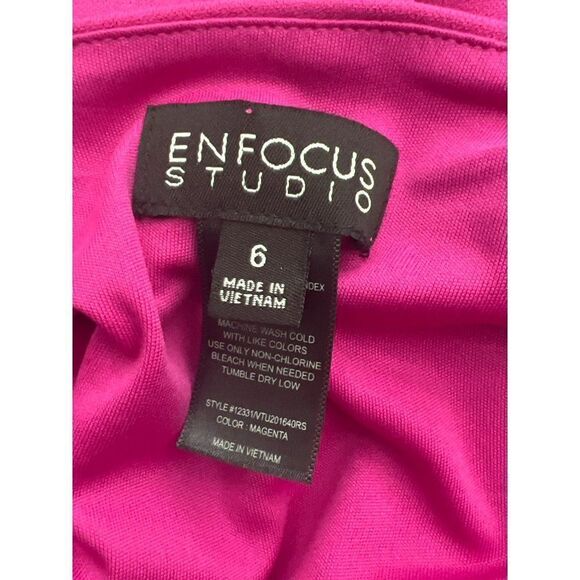 ENFOCUS
STUDIO
6
MADE IN
VIETNAM
MACHINE WASH COLD
WITH LIKE COLORS
USE ONLY NON-CHLORINE
BLEACH WHEN NEEDED
TUMBLE DRY LOW
STYLE #12331/VTU201640RS
COLOR : MAGENTA
MADE IN VIETNAM